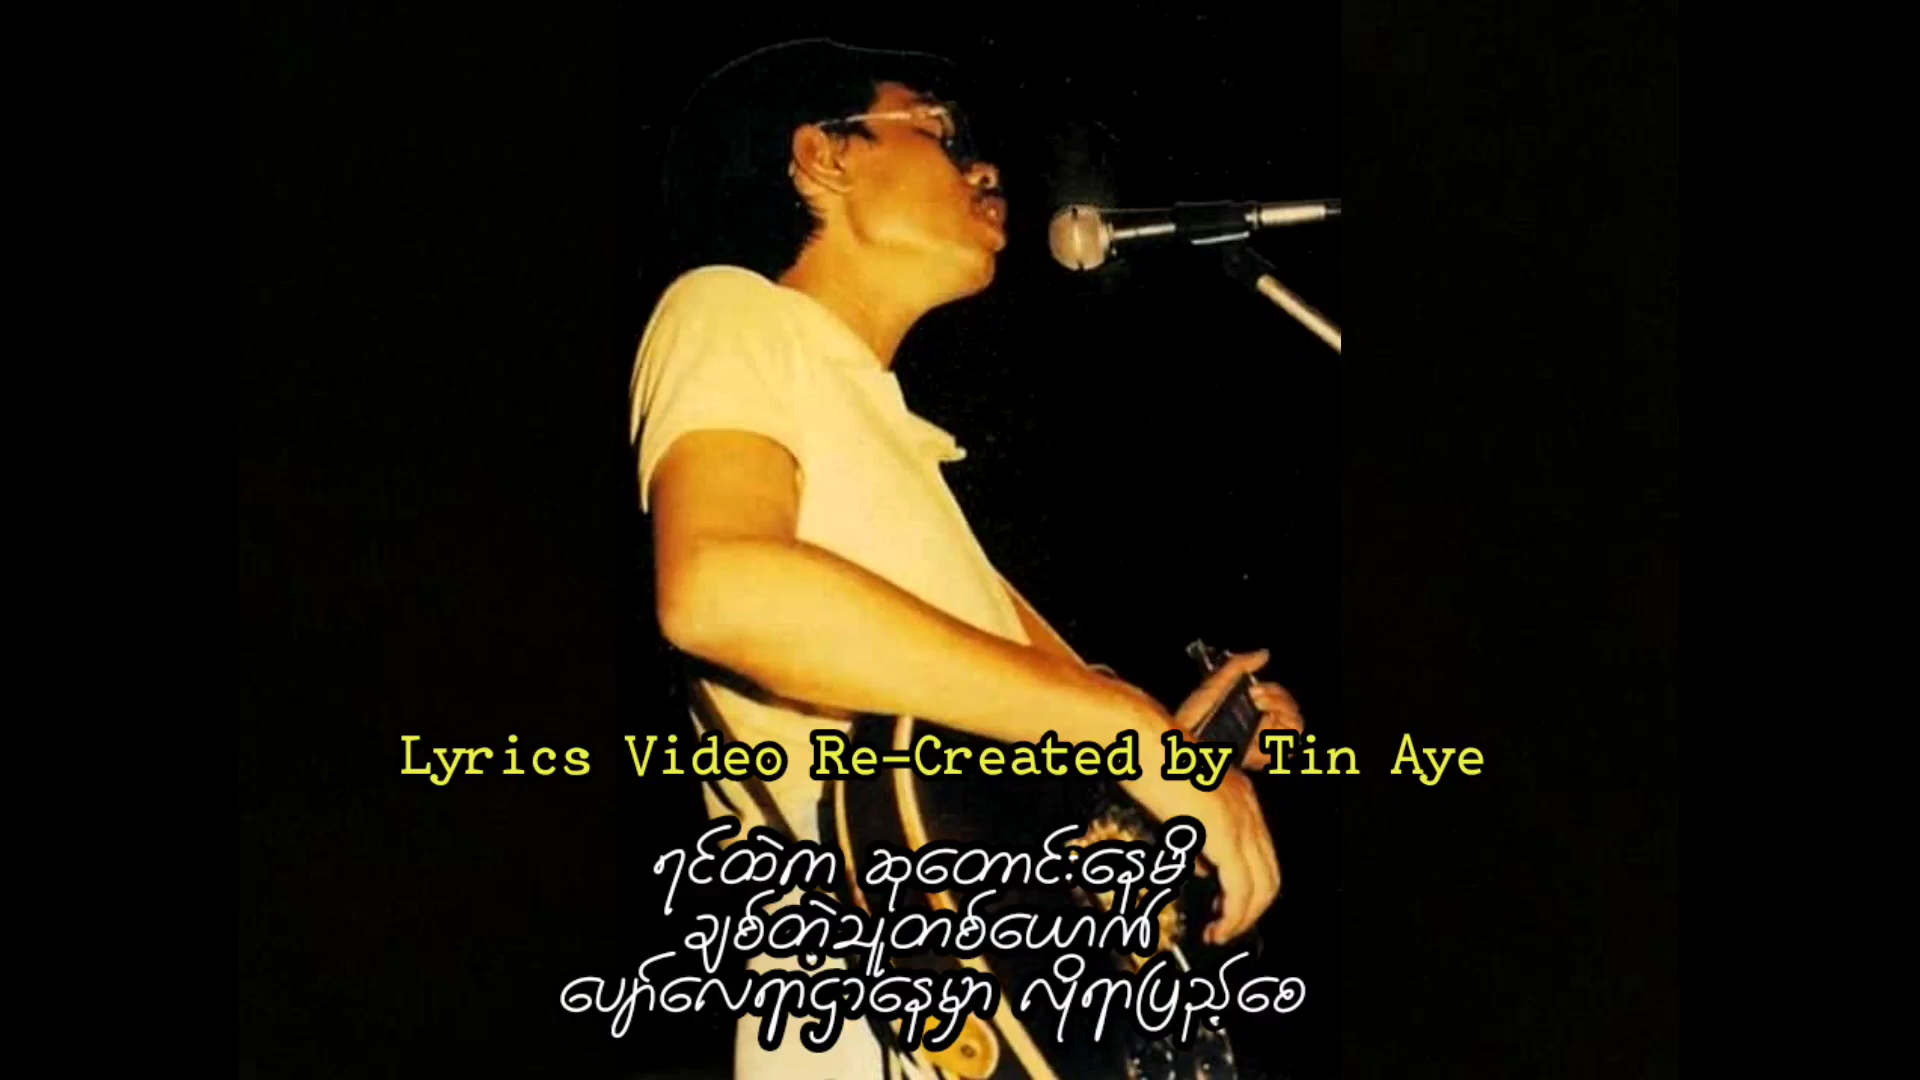 Lyrics Video Re-Created by Tin Aye
ရင်ထဲက ဆုတောင်းနေမိ
ချစ်တဲ့သူတစ်ယောက်
ပျော်လေရာဌာနေမှာ လိုရာပြည့်စေ